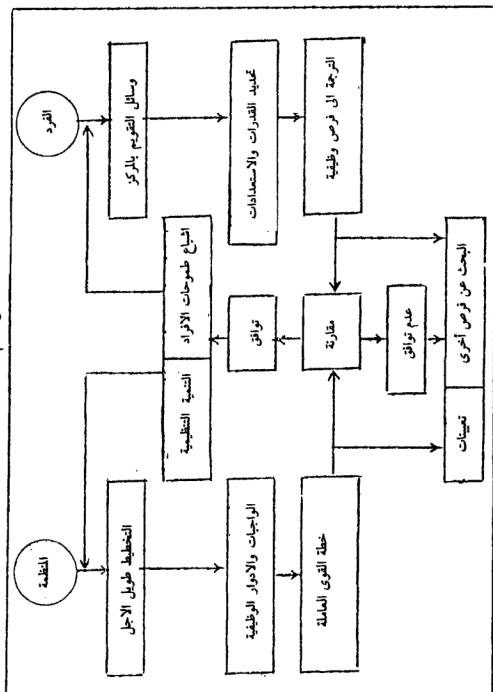 الفرد
المنظمة
وسائل التقويم بالمركز
التخطيط طويل الاجل
اشباع طموحات الافراد
التنمية التنظيمية
تحديد القدرات والاستعدادات
الواجبات والادوار الوظيفية
توافق
الترجمة الى فرص وظيفية
مقارنة
خطة القوى العاملة
عدم توافق
البحث عن فرص أخرى
تعيينات